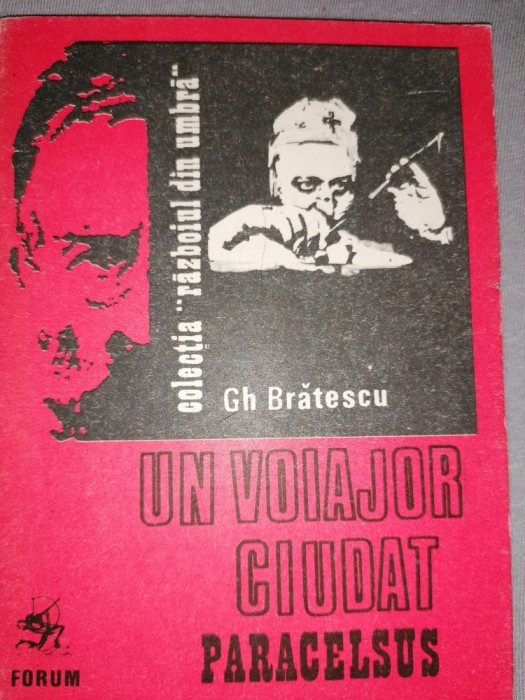 colecția "războiul din umbră"
Gh Brătescu
UN VOIAJOR
CIUDAT
PARACELSUS
FORUM